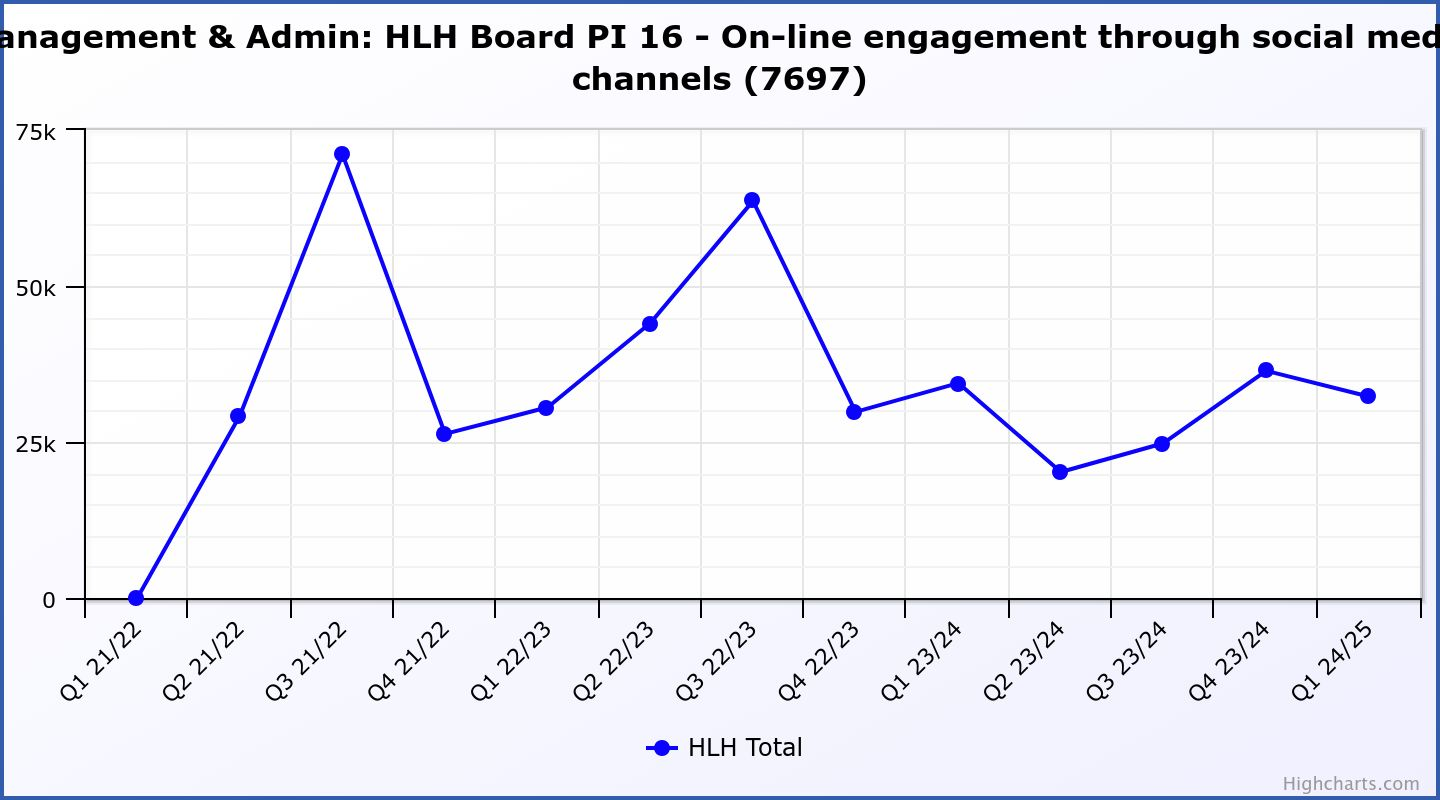 anagement & Admin: HLH Board PI 16 - On-line engagement through social med
channels (7697)
75k
50k
25k
0
Q1 21/22
Q2 21/22
Q3 21/22
Q4 21/22
Q1 22/23
Q2 22/23
Q3 22/23
Q4 22/23
Q1 23/24
Q2 23/24
Q3 23/24
Q4 23/24
Q1 24/25
HLH Total
Highcharts.com